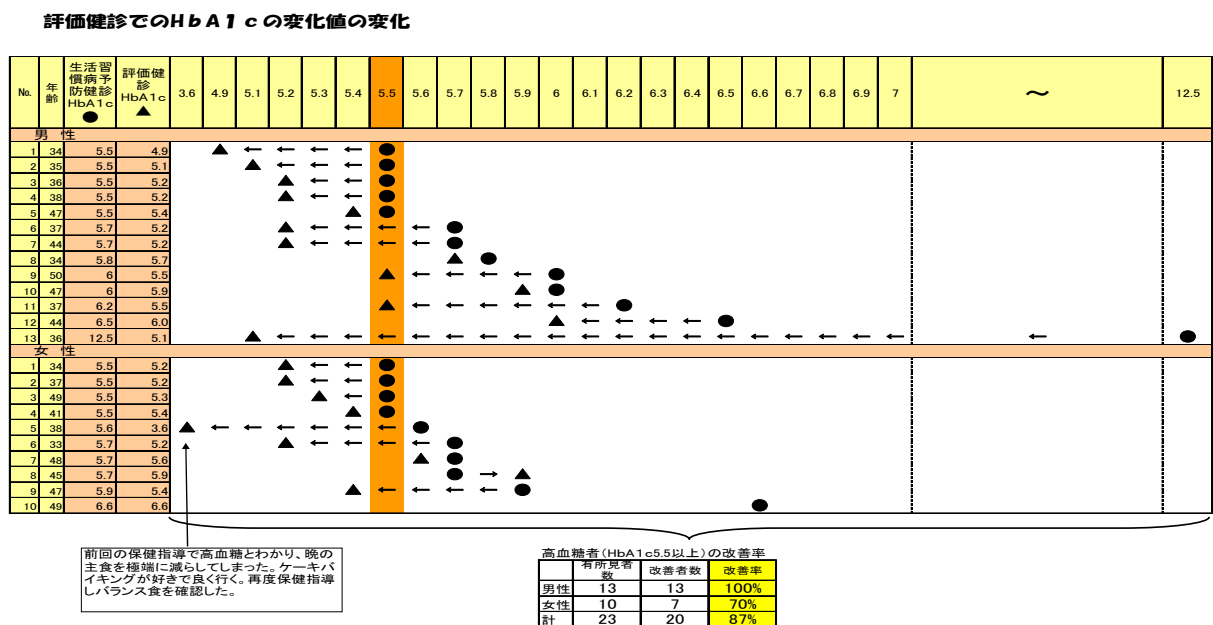 評価健診でのHbA1cの変化値の変化
No. 年齢 生活習慣病予防健診HbA1c ● 評価健診HbA1c ▲ 3.6 4.9 5.1 5.2 5.3 5.4 5.5 5.6 5.7 5.8 5.9 6 6.1 6.2 6.3 6.4 6.5 6.6 6.7 6.8 6.9 7 ～ 12.5
男 性
1 34 5.5 4.9
2 35 5.5 5.1
3 36 5.5 5.2
4 38 5.5 5.2
5 47 5.5 5.4
6 37 5.7 5.2
7 44 5.7 5.2
8 34 5.8 5.7
9 50 6 5.5
10 47 6 5.9
11 37 6.2 5.5
12 44 6.5 6.0
13 36 12.5 5.1
女 性
1 34 5.5 5.2
2 37 5.5 5.2
3 49 5.5 5.3
4 41 5.5 5.4
5 38 5.6 3.6
6 33 5.7 5.2
7 48 5.7 5.6
8 45 5.7 5.9
9 47 5.9 5.4
10 49 6.6 6.6
前回の保健指導で高血糖とわかり、晩の
主食を極端に減らしてしまった。ケーキバ
イキングが好きで良く行く。再度保健指導
しバランス食を確認した。
高血糖者(HbA1c5.5以上)の改善率
有所見者数 改善者数 改善率
男性 13 13 100%
女性 10 7 70%
計 23 20 87%